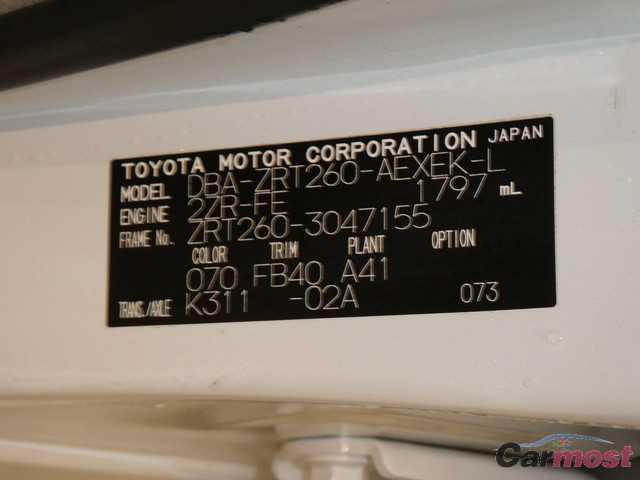 TOYOTA MOTOR CORPORATION JAPAN
MODEL DBA-ZRT260-AEXEK-L
ENGINE 2ZR-FE 1797 mL
FRAME No. ZRT260-3047155
COLOR TRIM PLANT OPTION
070 FB40 A41
TRANS./AXLE K311 -02A 073
Carmost